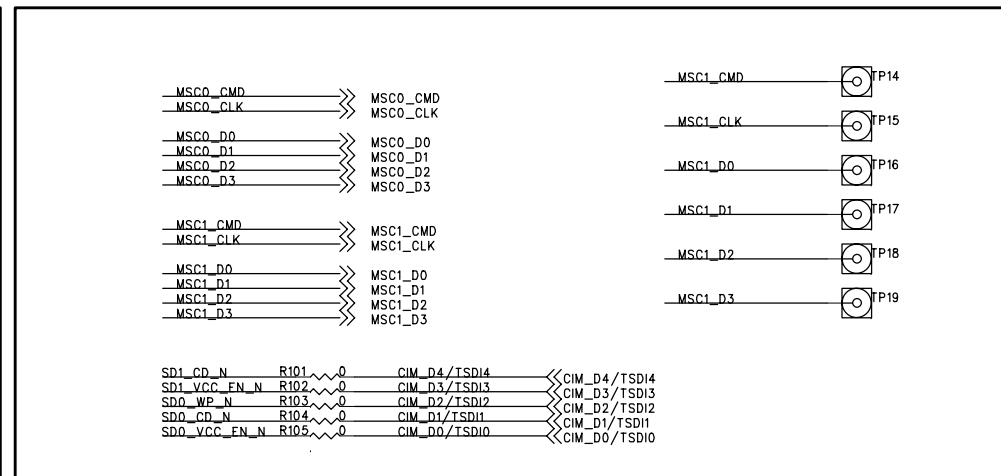 MSC0_CMD MSC0_CMD
MSC0_CLK MSC0_CLK
MSC0_D0 MSC0_D0
MSC0_D1 MSC0_D1
MSC0_D2 MSC0_D2
MSC0_D3 MSC0_D3
MSC1_CMD MSC1_CMD
MSC1_CLK MSC1_CLK
MSC1_D0 MSC1_D0
MSC1_D1 MSC1_D1
MSC1_D2 MSC1_D2
MSC1_D3 MSC1_D3
MSC1_CMD TP14
MSC1_CLK TP15
MSC1_D0 TP16
MSC1_D1 TP17
MSC1_D2 TP18
MSC1_D3 TP19
SD1_CD_N R101 0 CIM_D4/TSDI4 CIM_D4/TSDI4
SD1_VCC_EN_N R102 0 CIM_D3/TSDI3 CIM_D3/TSDI3
SD0_WP_N R103 0 CIM_D2/TSDI2 CIM_D2/TSDI2
SD0_CD_N R104 0 CIM_D1/TSDI1 CIM_D1/TSDI1
SD0_VCC_EN_N R105 0 CIM_D0/TSDI0 CIM_D0/TSDI0